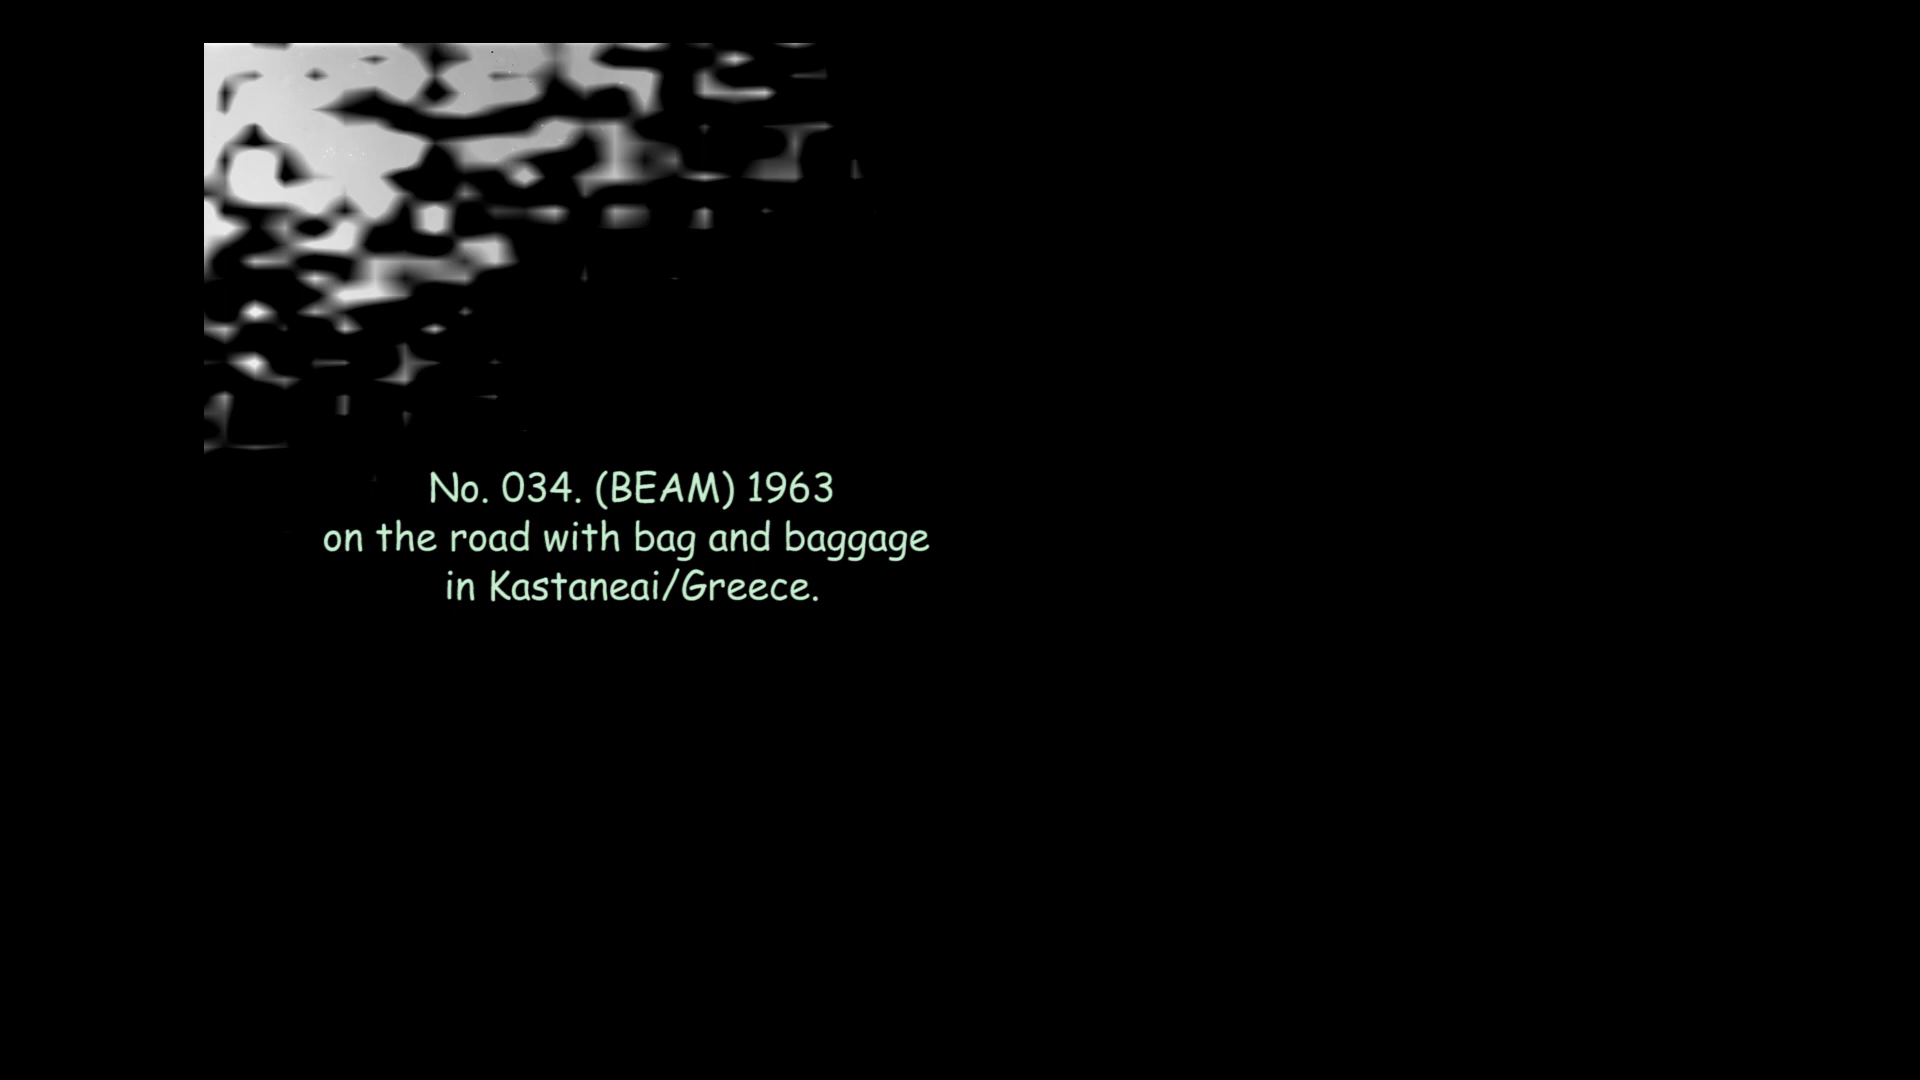 No. 034. (BEAM) 1963
on the road with bag and baggage
in Kastaneai/Greece.